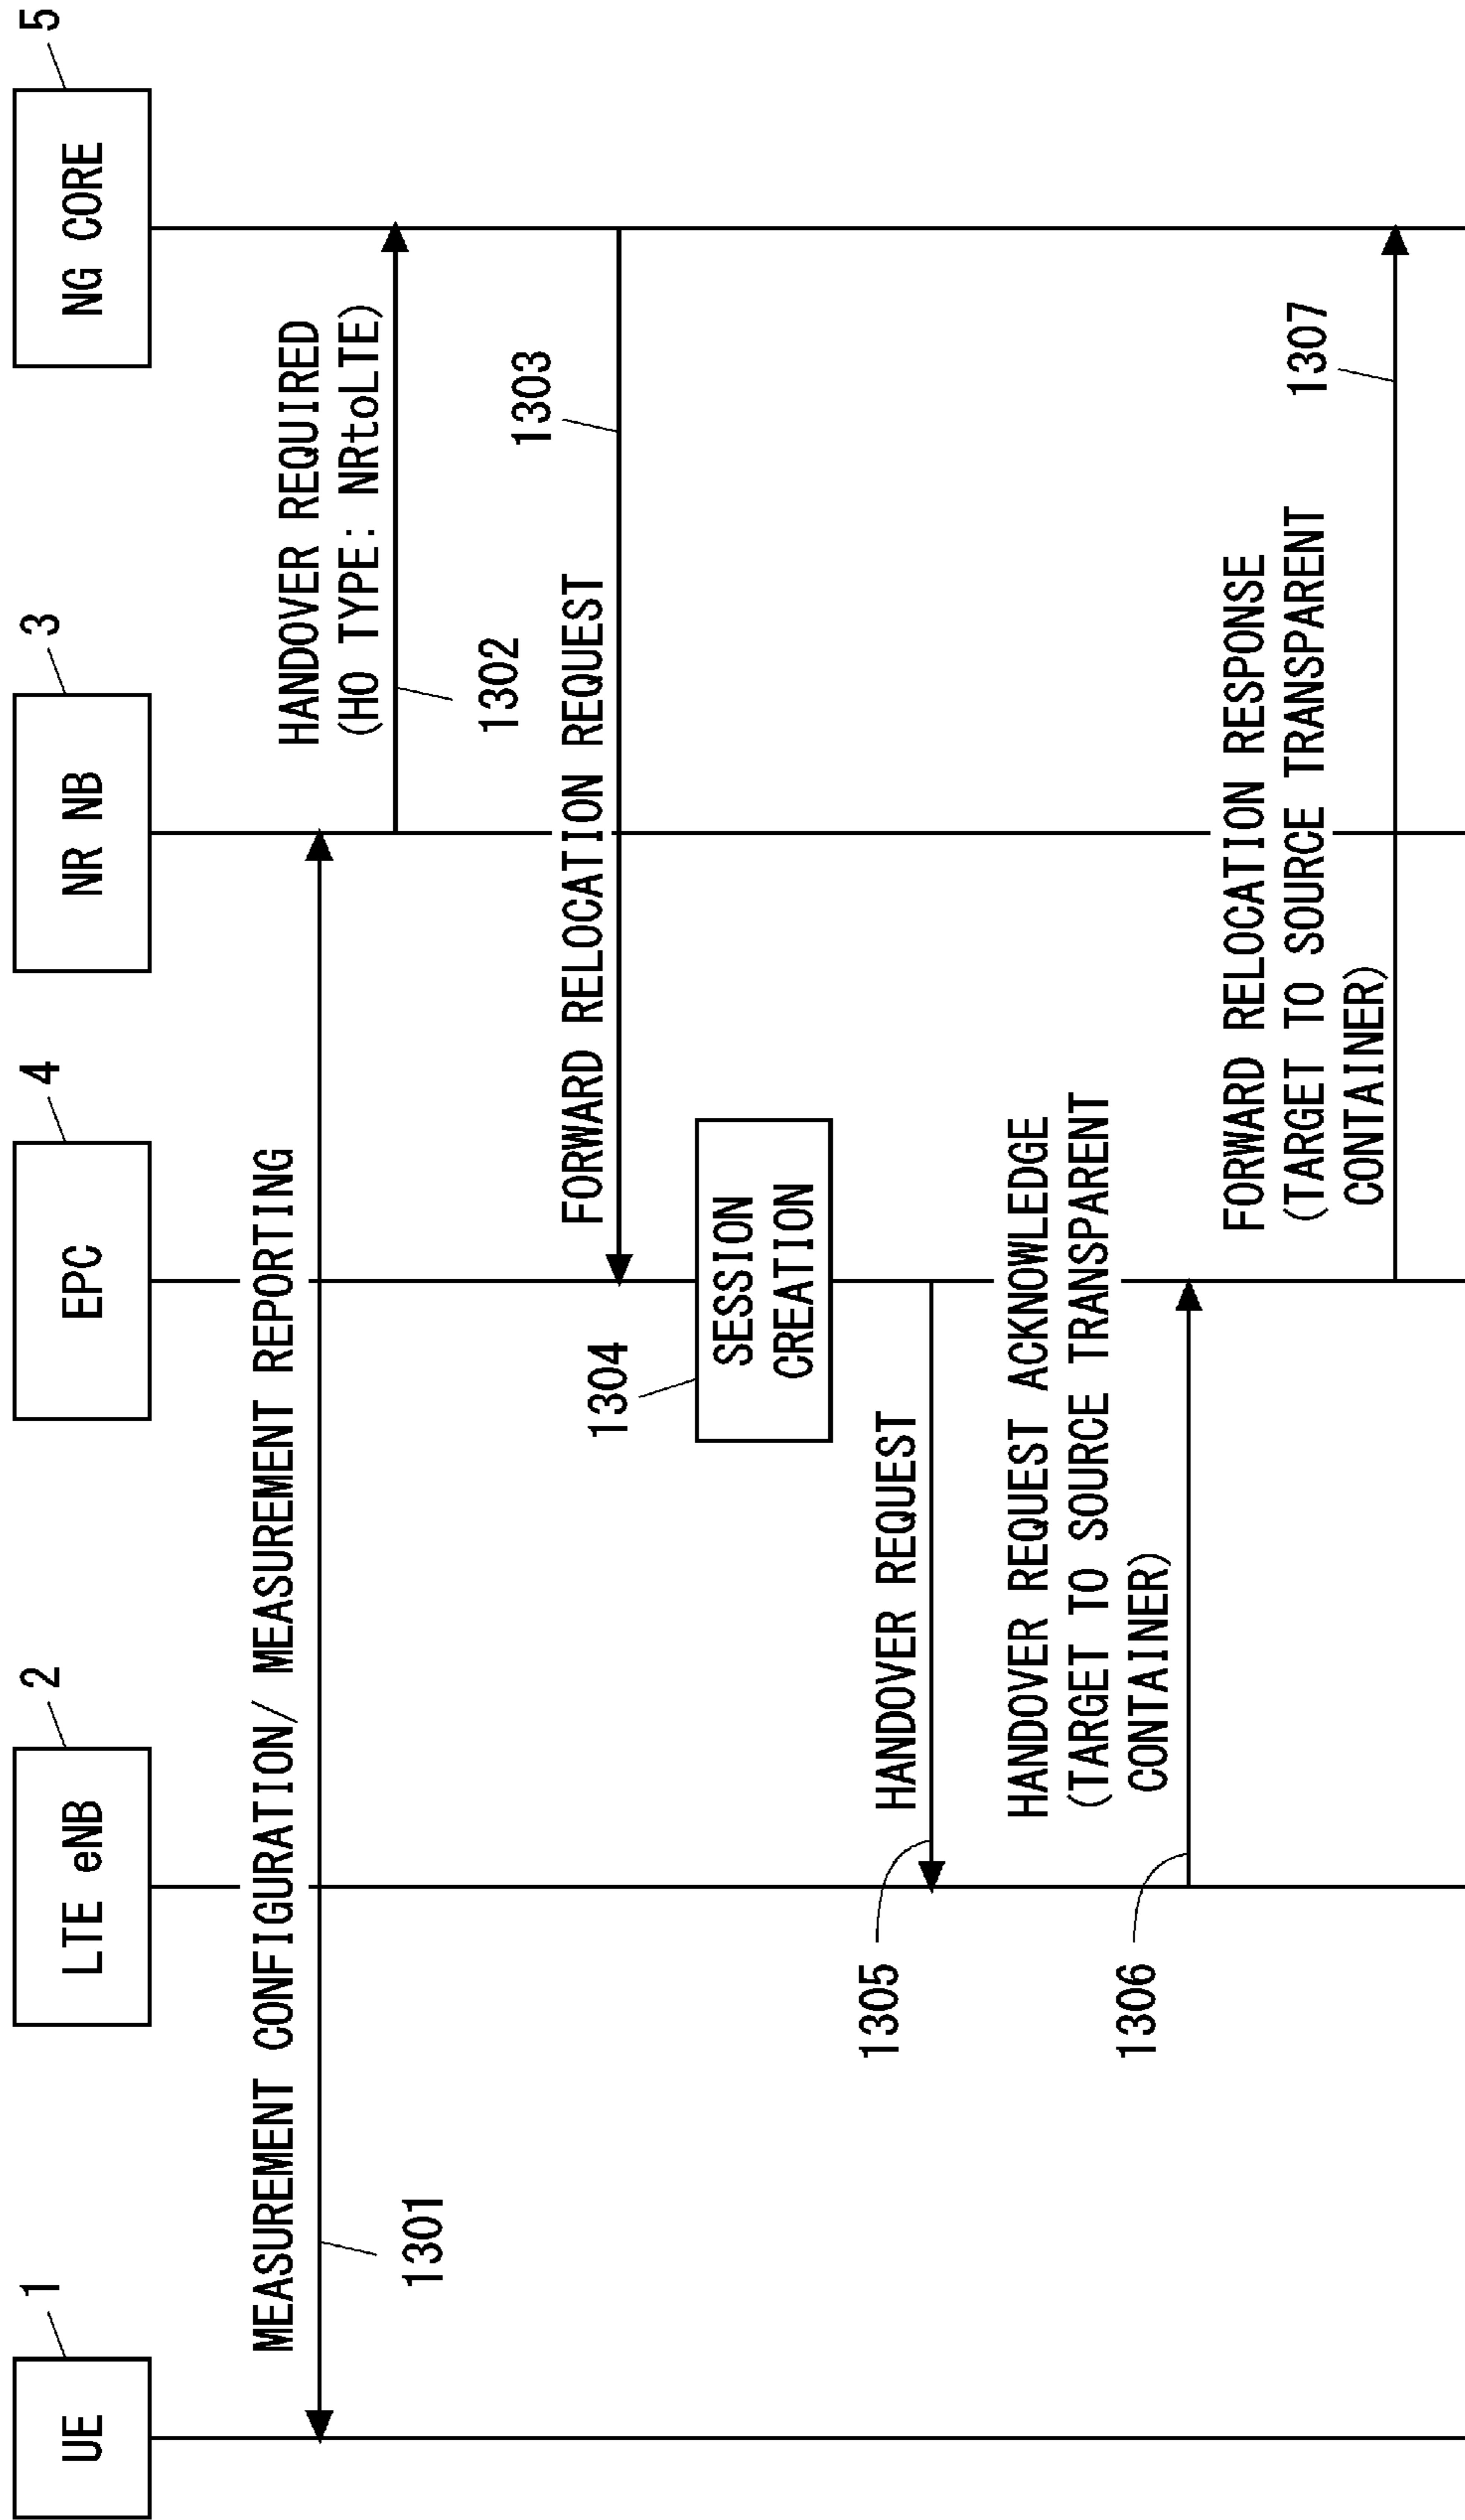 1
UE
2
LTE eNB
4
EPC
3
NR NB
5
NG CORE
MEASUREMENT CONFIGURATION/ MEASUREMENT REPORTING
1301
HANDOVER REQUIRED
(HO TYPE: NRtoLTE)
1302
1303
FORWARD RELOCATION REQUEST
1304
SESSION
CREATION
HANDOVER REQUEST
1305
HANDOVER REQUEST ACKNOWLEDGE
(TARGET TO SOURCE TRANSPARENT
CONTAINER)
1306
FORWARD RELOCATION RESPONSE
(TARGET TO SOURCE TRANSPARENT
CONTAINER)
1307